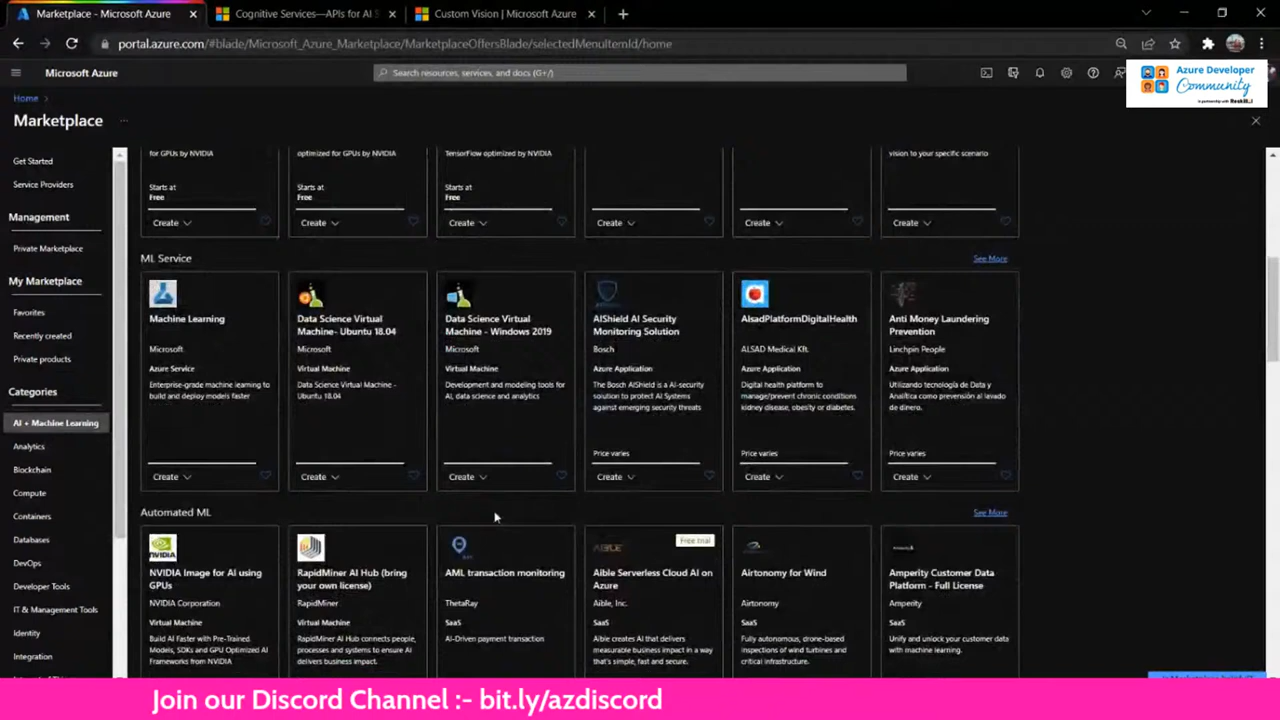 Marketplace - Microsoft Azure
Cognitive Services—APIs for AI S
Custom Vision | Microsoft Azure
portal.azure.com/#blade/Microsoft_Azure_Marketplace/MarketplaceOffersBlade/selectedMenuItemId/home
Microsoft Azure
Search resources, services, and docs (G+/)
Azure Developer
Community
Home
Marketplace
Get Started
Service Providers
Management
Private Marketplace
My Marketplace
Favorites
Recently created
Private products
Categories
AI + Machine Learning
Analytics
Blockchain
Compute
Containers
Databases
DevOps
Developer Tools
IT & Management Tools
Identity
Integration
for GPUs by NVIDIA
Starts at
Free
Create
optimized for GPUs by NVIDIA
Starts at
Free
Create
TensorFlow optimized by NVIDIA
Starts at
Free
Create
Create
Create
vision to your specific scenario
Create
ML Service
See More
Machine Learning
Microsoft
Azure Service
Enterprise-grade machine learning to
build and deploy models faster
Create
Data Science Virtual
Machine- Ubuntu 18.04
Microsoft
Virtual Machine
Data Science Virtual Machine -
Ubuntu 18.04
Create
Data Science Virtual
Machine - Windows 2019
Microsoft
Virtual Machine
Development and modeling tools for
AI, data science and analytics
Create
AIShield AI Security
Monitoring Solution
Bosch
Azure Application
The Bosch AIShield is a AI-security
solution to protect AI Systems
against emerging security threats
Price varies
Create
AlsadPlatformDigitalHealth
ALSAD Medical Kft.
Azure Application
Digital health platform to
manage/prevent chronic conditions
kidney disease, obesity or diabetes.
Price varies
Create
Anti Money Laundering
Prevention
Linchpin People
Azure Application
Utilizando tecnología de Data y
Analítica como prevención al lavado
de dinero.
Price varies
Create
Automated ML
See More
NVIDIA Image for AI using
GPUs
NVIDIA Corporation
Virtual Machine
Build AI Faster with Pre-Trained
Models, SDKs and GPU Optimized AI
Frameworks from NVIDIA
RapidMiner AI Hub (bring
your own license)
RapidMiner
Virtual Machine
RapidMiner AI Hub connects people,
processes and systems to ensure AI
delivers business impact.
AML transaction monitoring
ThetaRay
SaaS
AI-Driven payment transaction
Free trial
Aible Serverless Cloud AI on
Azure
Aible, Inc.
SaaS
Aible creates AI that delivers
measurable business impact in a way
that's simple, fast and secure.
Airtonomy for Wind
Airtonomy
SaaS
Fully autonomous, drone-based
inspections of wind turbines and
critical infrastructure.
Amperity Customer Data
Platform - Full License
Amperity
SaaS
Unify and unlock your customer data
with machine learning.
Join our Discord Channel :- bit.ly/azdiscord